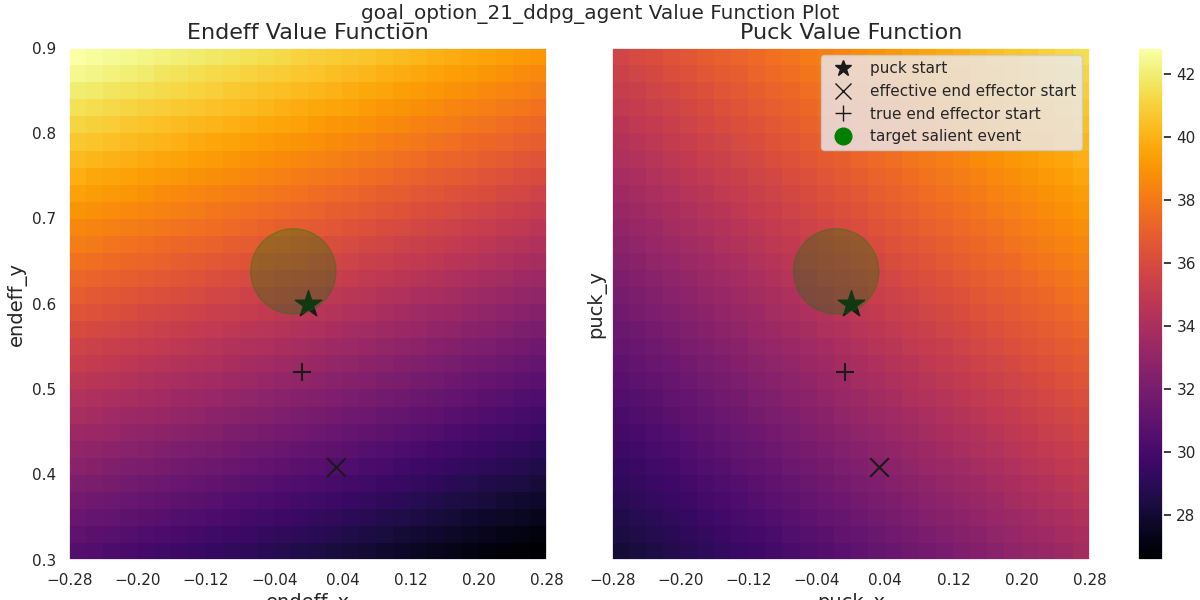 goal_option_21_ddpg_agent Value Function Plot
Endeff Value Function
Puck Value Function
puck start
effective end effector start
true end effector start
target salient event
endeff_y
0.9
0.8
0.7
0.6
0.5
0.4
0.3
−0.28 −0.20 −0.12 −0.04 0.04 0.12 0.20 0.28
endeff_x
puck_y
−0.28 −0.20 −0.12 −0.04 0.04 0.12 0.20 0.28
puck_x
42
40
38
36
34
32
30
28